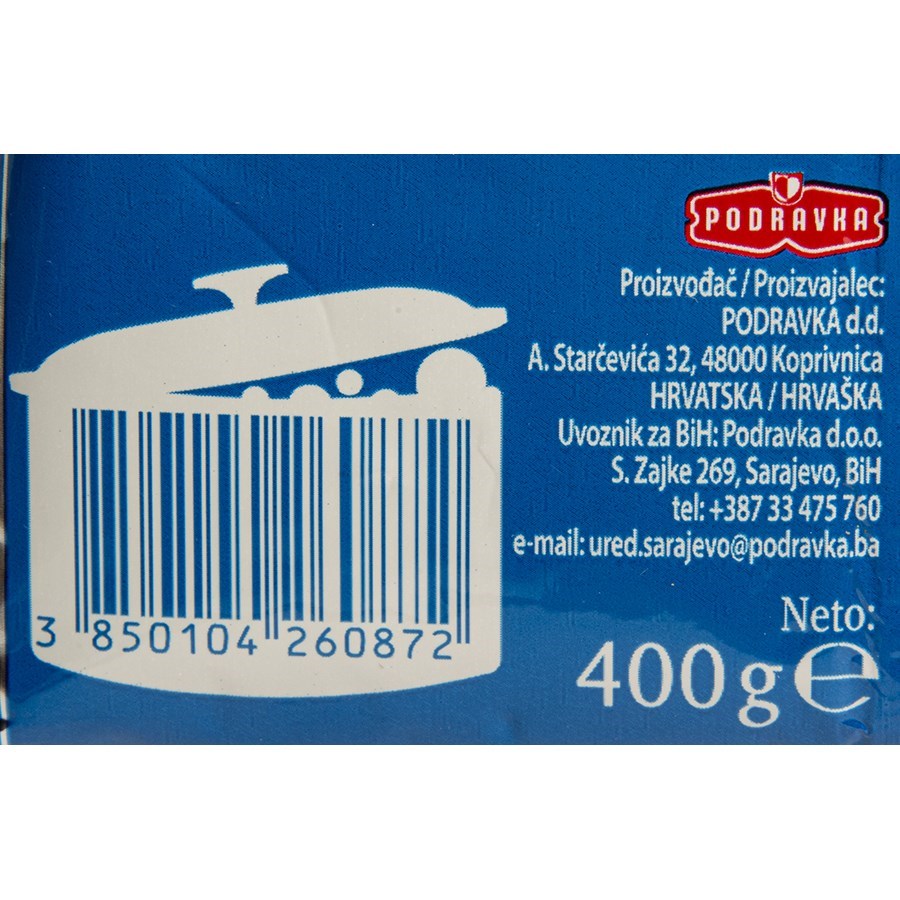 PODRAVKA
Proizvođač / Proizvajalec:
PODRAVKA d.d.
A. Starčevića 32, 48000 Koprivnica
HRVATSKA / HRVAŠKA
Uvoznik za BiH: Podravka d.o.o.
S. Zajke 269, Sarajevo, BiH
tel: +387 33 475 760
e-mail: ured.sarajevo@podravka.ba
Neto:
400 g ℮
3 850104 260872